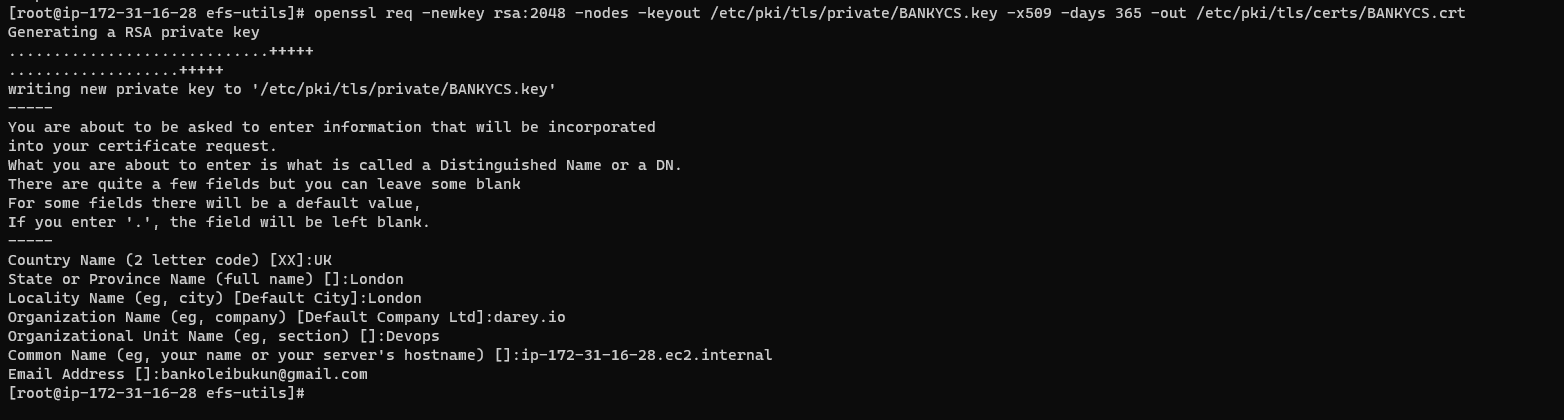 [root@ip-172-31-16-28 efs-utils]# openssl req -newkey rsa:2048 -nodes -keyout /etc/pki/tls/private/BANKYCS.key -x509 -days 365 -out /etc/pki/tls/certs/BANKYCS.crt
Generating a RSA private key
.............................+++++
...................+++++
writing new private key to '/etc/pki/tls/private/BANKYCS.key'
-----
You are about to be asked to enter information that will be incorporated
into your certificate request.
What you are about to enter is what is called a Distinguished Name or a DN.
There are quite a few fields but you can leave some blank
For some fields there will be a default value,
If you enter '.', the field will be left blank.
-----
Country Name (2 letter code) [XX]:UK
State or Province Name (full name) []:London
Locality Name (eg, city) [Default City]:London
Organization Name (eg, company) [Default Company Ltd]:darey.io
Organizational Unit Name (eg, section) []:Devops
Common Name (eg, your name or your server's hostname) []:ip-172-31-16-28.ec2.internal
Email Address []:bankoleibukun@gmail.com
[root@ip-172-31-16-28 efs-utils]#